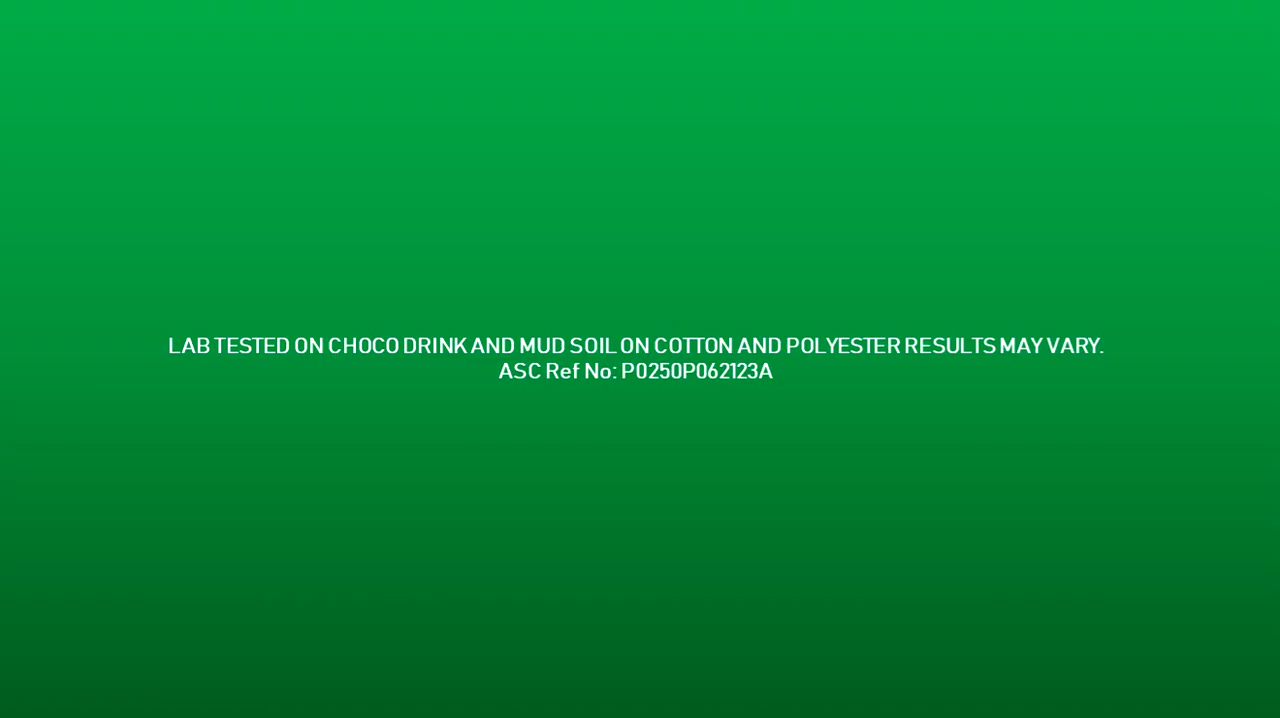 LAB TESTED ON CHOCO DRINK AND MUD SOIL ON COTTON AND POLYESTER RESULTS MAY VARY.
ASC Ref No: P0250P062123A